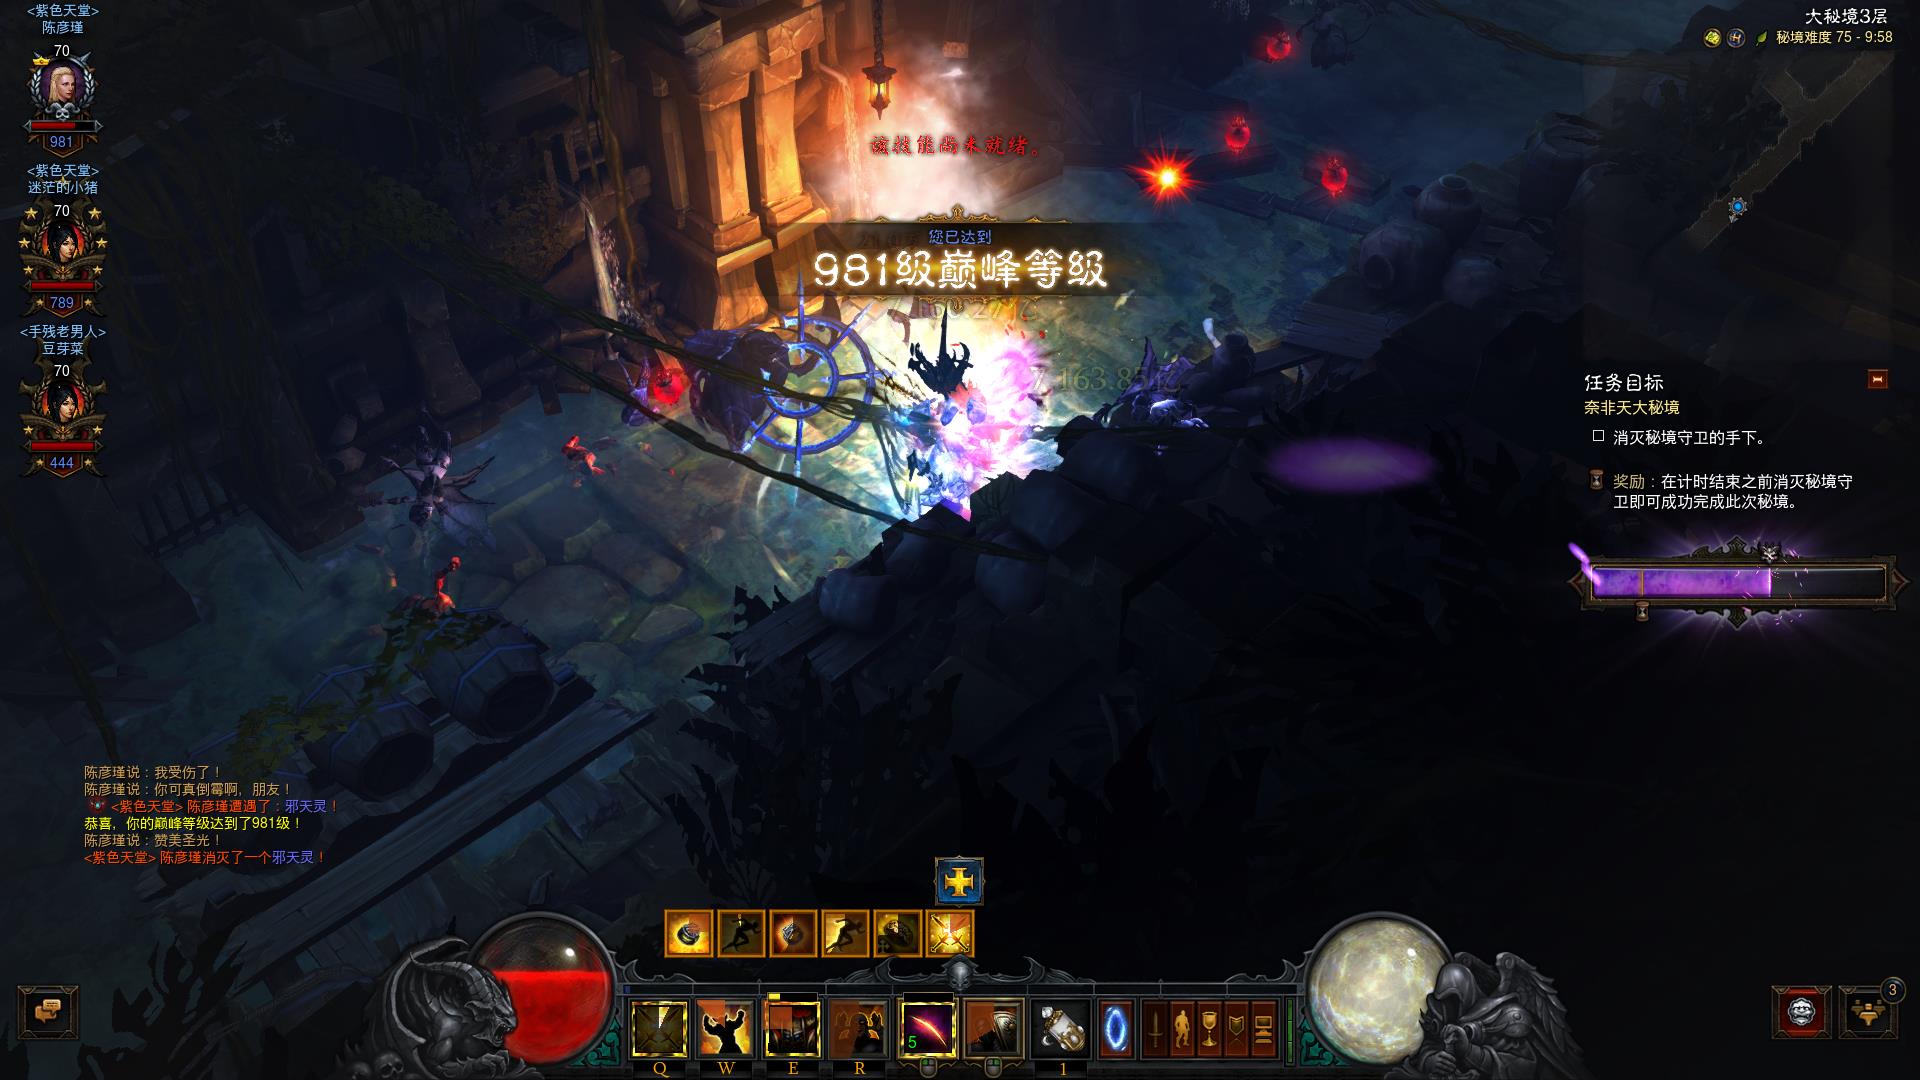 <紫色天堂>
陈彦瑾
70
981
<紫色天堂>
迷茫的小猪
70
789
<手残老男人>
豆芽菜
70
444
大秘境3层
秘境难度 75 - 9:58
该技能尚未就绪。
您已达到
981级巅峰等级
任务目标
奈非天大秘境
消灭秘境守卫的手下。
奖励：在计时结束之前消灭秘境守
卫即可成功完成此次秘境。
陈彦瑾说：我受伤了！
陈彦瑾说：你可真倒霉啊，朋友！
<紫色天堂> 陈彦瑾遭遇了：邪天灵！
恭喜，你的巅峰等级达到了981级！
陈彦瑾说：赞美圣光！
<紫色天堂> 陈彦瑾消灭了一个邪天灵！
5
3
Q W E R 1